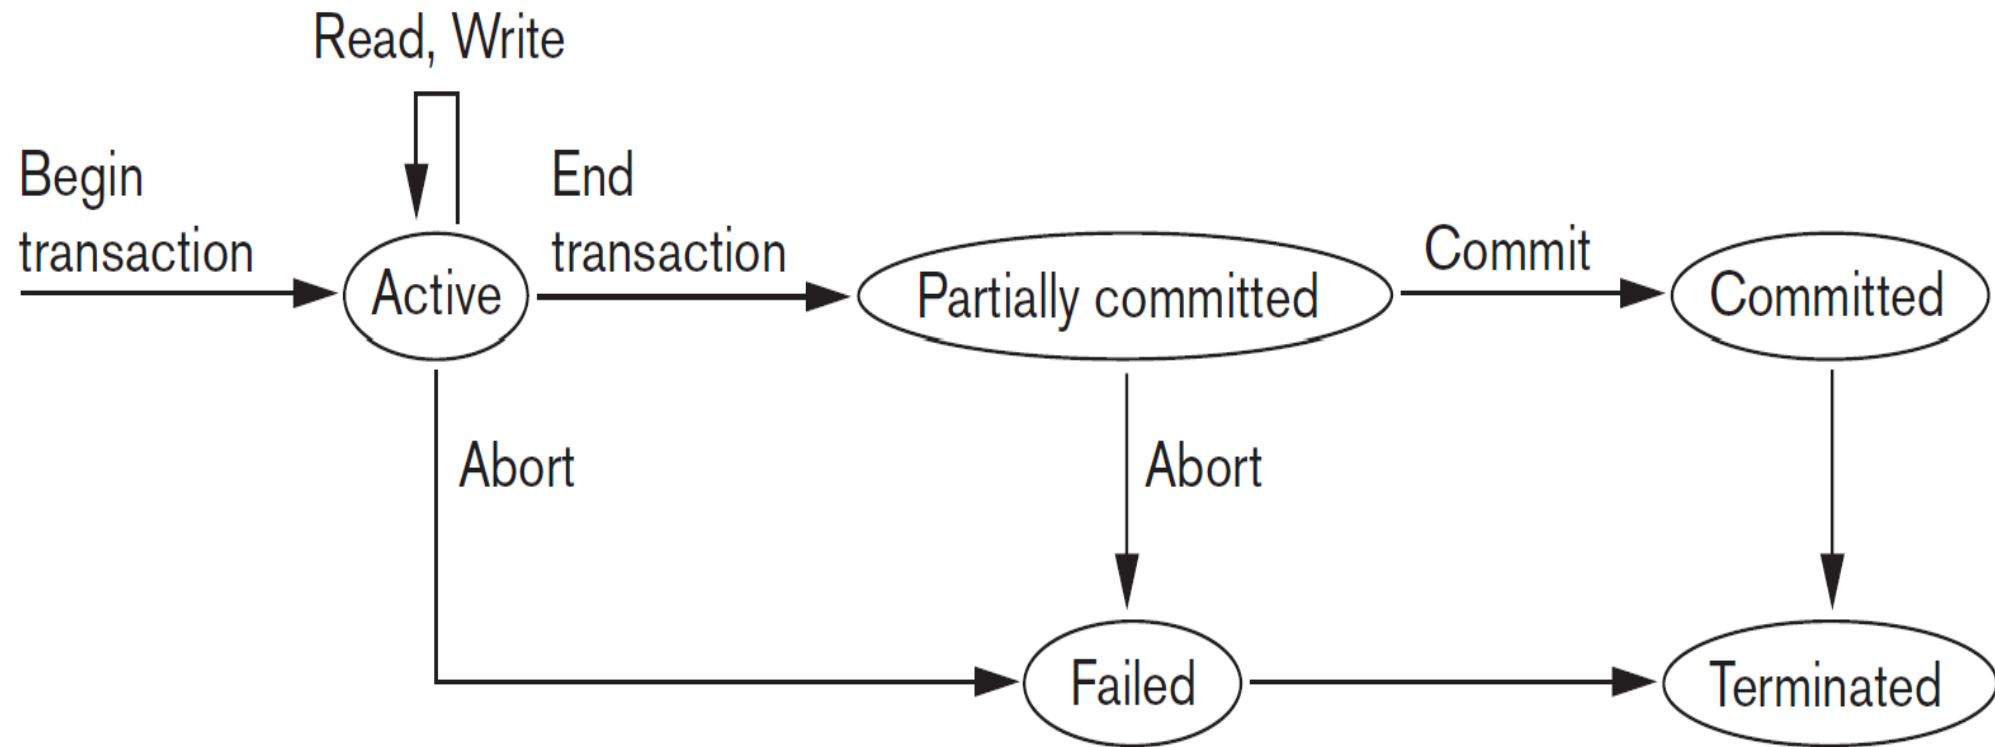 Read, Write
Begin
transaction
End
transaction
Active
Partially committed
Commit
Committed
Abort
Abort
Failed
Terminated